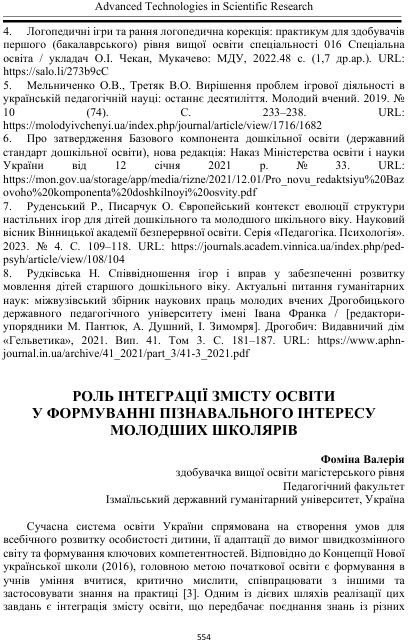 Advanced Technologies in Scientific Research
4. Логопедичні ігри та рання логопедична корекція: практикум для здобувачів
першого (бакалаврського) рівня вищої освіти спеціальності 016 Спеціальна
освіта / укладач О.І. Чекан, Мукачево: МДУ, 2022.48 с. (1,7 др.ар.). URL:
https://salo.li/273b9cC
5. Мельниченко О.В., Третяк В.О. Вирішення проблем ігрової діяльності в
українській педагогічній науці: останнє десятиліття. Молодий вчений. 2019. №
10 (74). С. 233–238. URL:
https://molodyivchenyi.ua/index.php/journal/article/view/1716/1682
6. Про затвердження Базового компонента дошкільної освіти (державний
стандарт дошкільної освіти), нова редакція: Наказ Міністерства освіти і науки
України від 12 січня 2021 р. № 33. URL:
https://mon.gov.ua/storage/app/media/rizne/2021/12.01/Pro_novu_redaktsiyu%20Baz
ovoho%20komponenta%20doshkilnoyi%20osvity.pdf
7. Руденський Р., Писарчук О. Європейський контекст еволюції структури
настільних ігор для дітей дошкільного та молодшого шкільного віку. Науковий
вісник Вінницької академії безперервної освіти. Серія «Педагогіка. Психологія».
2023. № 4. С. 109–118. URL: https://journals.academ.vinnica.ua/index.php/ped-
psyh/article/view/108/104
8. Рудківська Н. Співвідношення ігор і вправ у забезпеченні розвитку
мовлення дітей старшого дошкільного віку. Актуальні питання гуманітарних
наук: міжвузівський збірник наукових праць молодих вчених Дрогобицького
державного педагогічного університету імені Івана Франка / [редактори-
упорядники М. Пантюк, А. Душний, І. Зимомря]. Дрогобич: Видавничий дім
«Гельветика», 2021. Вип. 41. Том 3. С. 181–187. URL: https://www.aphn-
journal.in.ua/archive/41_2021/part_3/41-3_2021.pdf
РОЛЬ ІНТЕГРАЦІЇ ЗМІСТУ ОСВІТИ
У ФОРМУВАННІ ПІЗНАВАЛЬНОГО ІНТЕРЕСУ
МОЛОДШИХ ШКОЛЯРІВ
Фоміна Валерія
здобувачка вищої освіти магістерського рівня
Педагогічний факультет
Ізмаїльський державний гуманітарний університет, Україна
Сучасна система освіти України спрямована на створення умов для
всебічного розвитку особистості дитини, її адаптації до вимог швидкозмінного
світу та формування ключових компетентностей. Відповідно до Концепції Нової
української школи (2016), головною метою початкової освіти є формування в
учнів уміння вчитися, критично мислити, співпрацювати з іншими та
застосовувати знання на практиці [3]. Одним із дієвих шляхів реалізації цих
завдань є інтеграція змісту освіти, що передбачає поєднання знань із різних
554